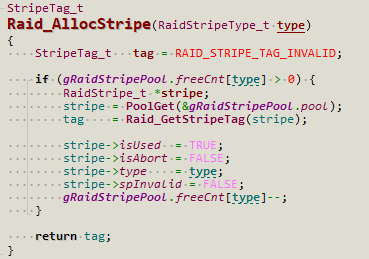 StripeTag_t
Raid_AllocStripe(RaidStripeType_t type)
{
    StripeTag_t   tag = RAID_STRIPE_TAG_INVALID;

    if (gRaidStripePool.freeCnt[type] > 0) {
        RaidStripe_t *stripe;
        stripe = PoolGet(&gRaidStripePool.pool);
        tag    = Raid_GetStripeTag(stripe);

        stripe->isUsed    = TRUE;
        stripe->isAbort   = FALSE;
        stripe->type      = type;
        stripe->spInvalid = FALSE;
        gRaidStripePool.freeCnt[type]--;
    }

    return tag;
}